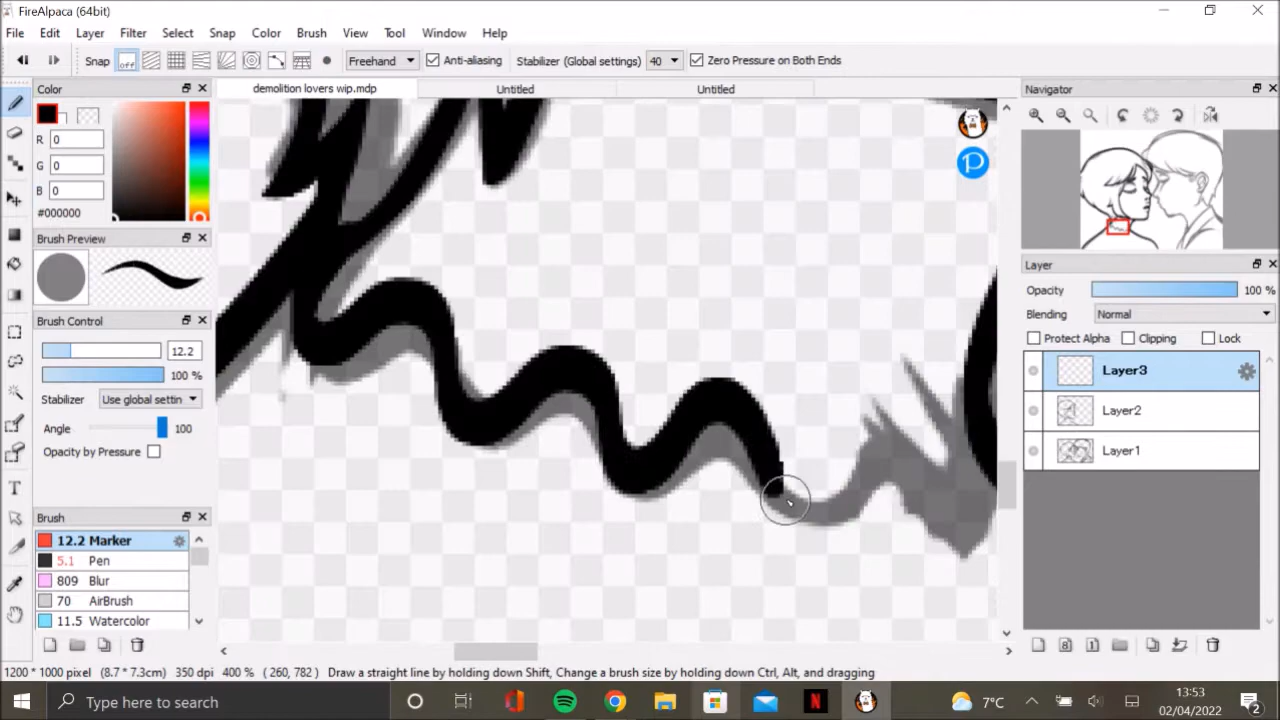 FireAlpaca (64bit)
File Edit Layer Filter Select Snap Color Brush View Tool Window Help
Snap off Freehand Anti-aliasing Stabilizer (Global settings) 40 Zero Pressure on Both Ends
Color
demolition lovers wip.mdp Untitled Untitled
Navigator
R 0
G 0
B 0
#000000
Brush Preview
Layer
Opacity 100 %
Blending Normal
Protect Alpha Clipping Lock
Brush Control
12.2
100 %
Stabilizer Use global settin
Angle 100
Opacity by Pressure
Layer3
Layer2
Layer1
Brush
12.2 Marker
5.1 Pen
809 Blur
70 AirBrush
11.5 Watercolor
8 1
1200 * 1000 pixel (8.7 * 7.3cm) 350 dpi 400 % ( 260, 782 ) Draw a straight line by holding down Shift, Change a brush size by holding down Ctrl, Alt, and dragging
Type here to search
N
7°C
13:53
02/04/2022
2